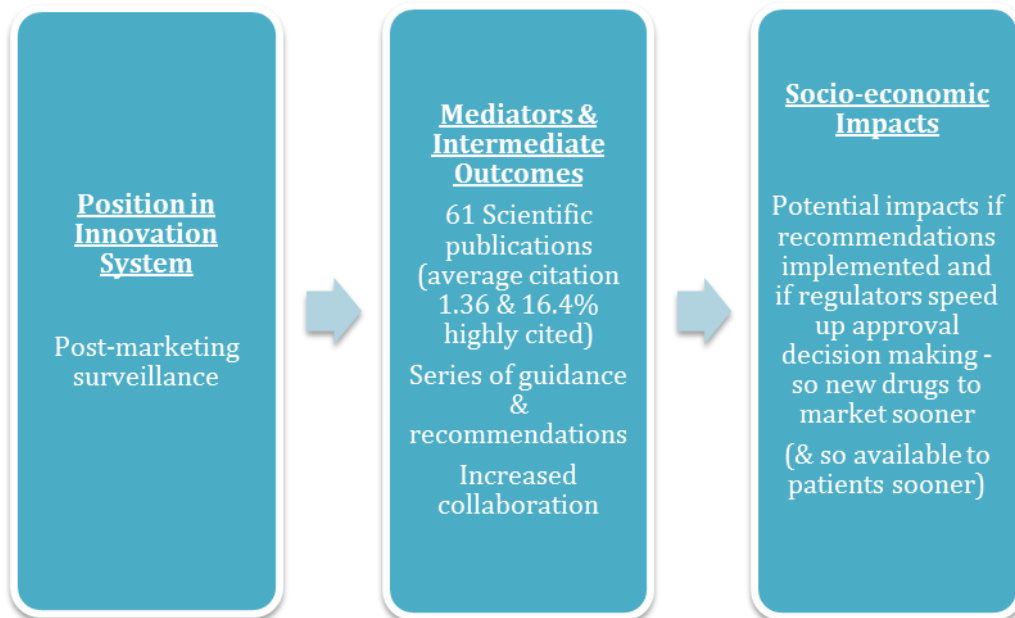 Position in
Innovation
System
Post-marketing
surveillance
Mediators &
Intermediate
Outcomes
61 Scientific
publications
(average citation
1.36 & 16.4%
highly cited)
Series of guidance
&
recommendations
Increased
collaboration
Socio-economic
Impacts
Potential impacts if
recommendations
implemented and
if regulators speed
up approval
decision making -
so new drugs to
market sooner
(& so available to
patients sooner)